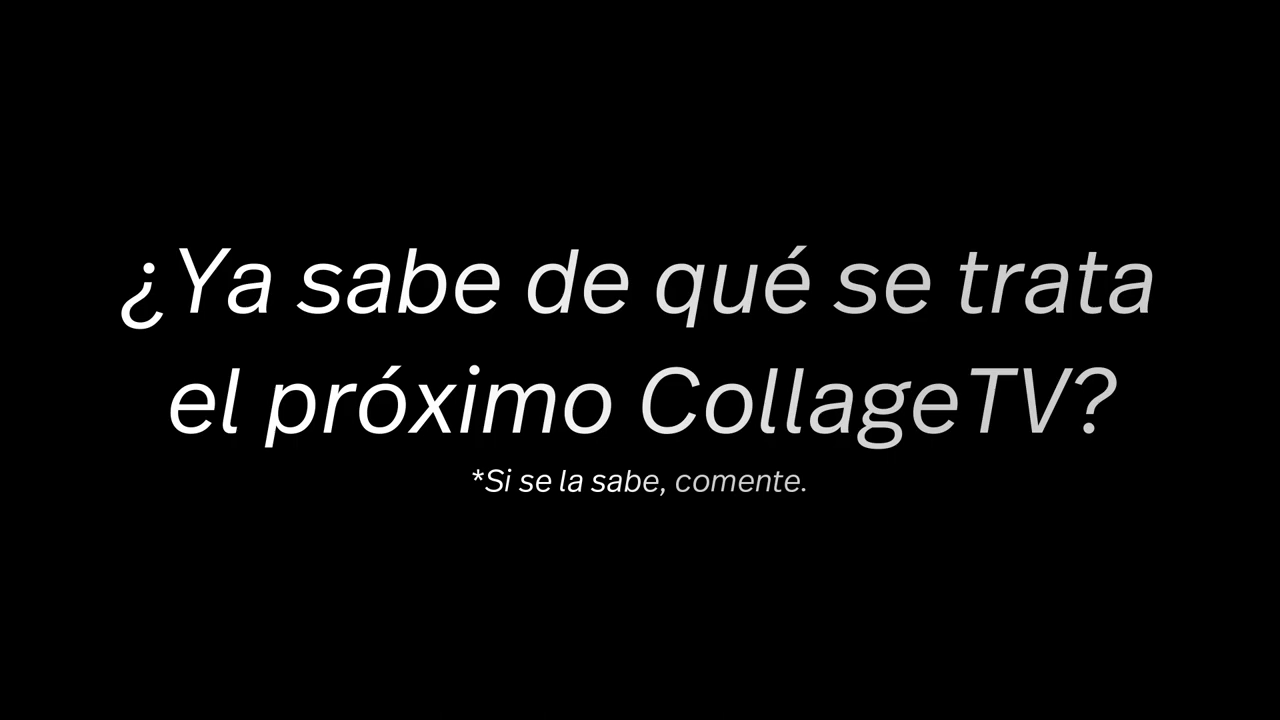 ¿Ya sabe de qué se trata
el próximo CollageTV?
*Si se la sabe, comente.